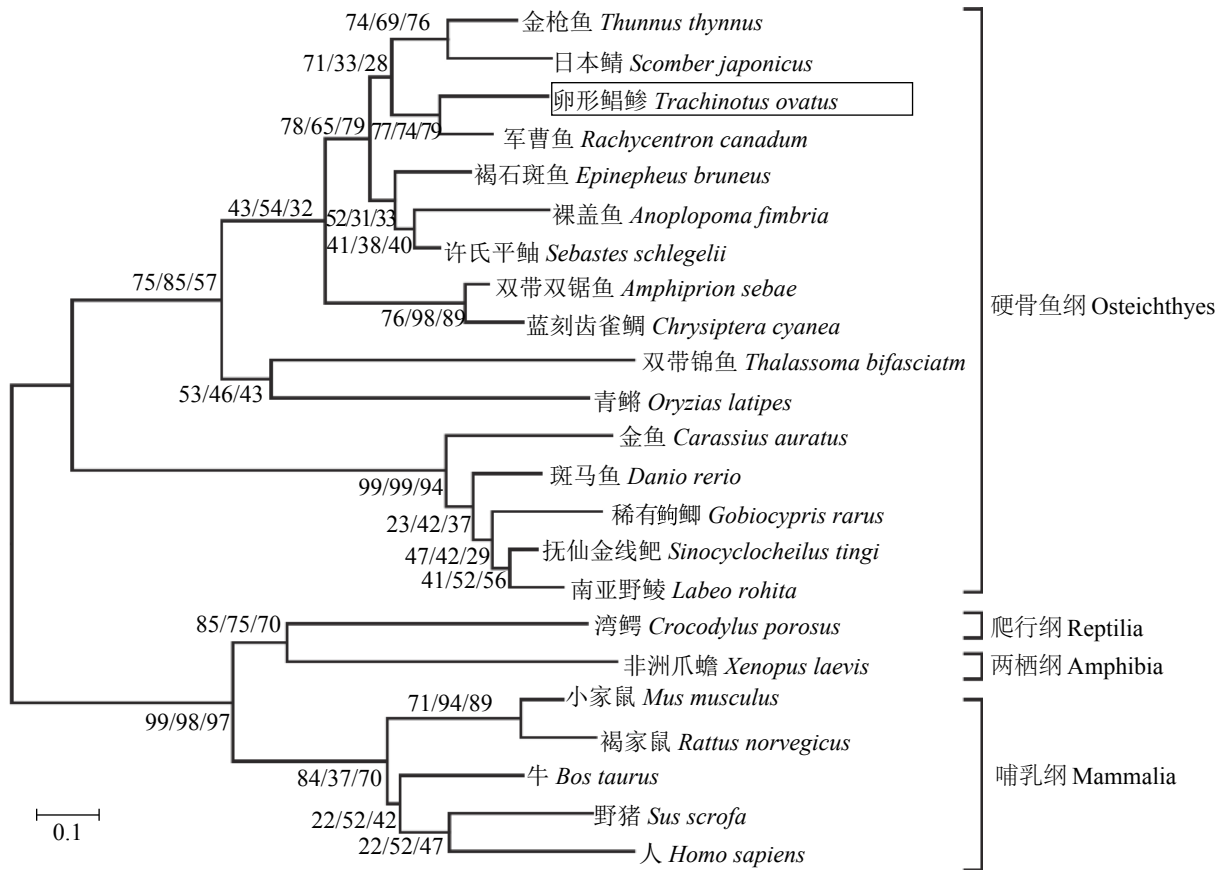 74/69/76
金枪鱼 Thunnus thynnus
日本鲭 Scomber japonicus
71/33/28
卵形鲳鲹 Trachinotus ovatus
78/65/79
77/74/79
军曹鱼 Rachycentron canadum
褐石斑鱼 Epinepheus bruneus
43/54/32
52/31/33
裸盖鱼 Anoplopoma fimbria
41/38/40
许氏平鲉 Sebastes schlegelii
75/85/57
双带双锯鱼 Amphiprion sebae
76/98/89
蓝刻齿雀鲷 Chrysiptera cyanea
硬骨鱼纲 Osteichthyes
双带锦鱼 Thalassoma bifasciatm
53/46/43
青鳉 Oryzias latipes
金鱼 Carassius auratus
99/99/94
斑马鱼 Danio rerio
23/42/37
稀有鮈鲫 Gobiocypris rarus
47/42/29
抚仙金线鲃 Sinocyclocheilus tingi
41/52/56
南亚野鲮 Labeo rohita
85/75/70
湾鳄 Crocodylus porosus
爬行纲 Reptilia
非洲爪蟾 Xenopus laevis
两栖纲 Amphibia
99/98/97
71/94/89
小家鼠 Mus musculus
褐家鼠 Rattus norvegicus
84/37/70
牛 Bos taurus
哺乳纲 Mammalia
22/52/42
野猪 Sus scrofa
22/52/47
人 Homo sapiens
0.1